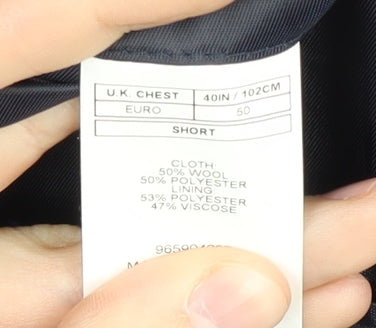 U.K. CHEST 40IN / 102CM
EURO 50
SHORT
CLOTH:
50% WOOL
50% POLYESTER
LINING
53% POLYESTER
47% VISCOSE